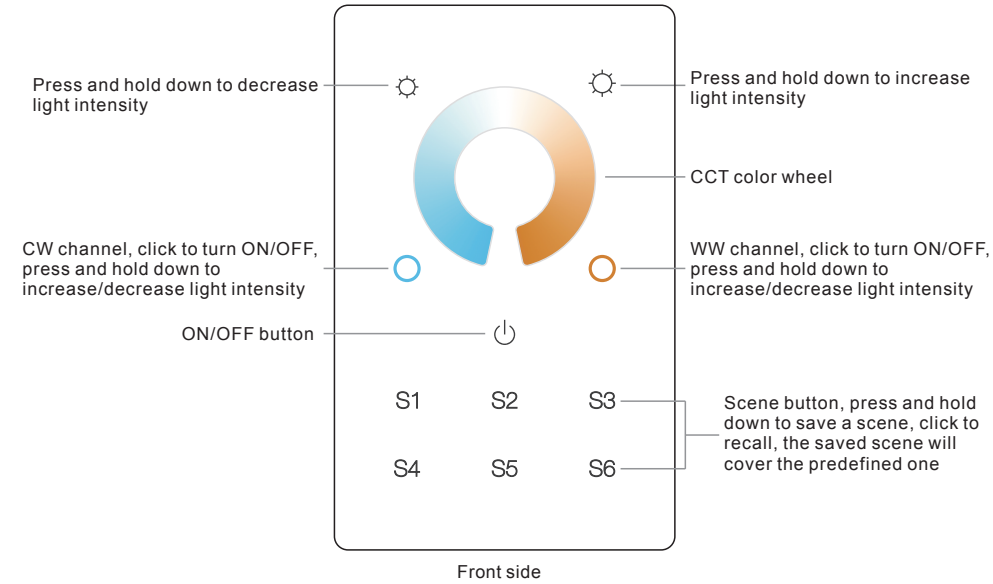 Press and hold down to decrease
light intensity
Press and hold down to increase
light intensity
CCT color wheel
CW channel, click to turn ON/OFF,
press and hold down to
increase/decrease light intensity
WW channel, click to turn ON/OFF,
press and hold down to
increase/decrease light intensity
ON/OFF button
S1 S2 S3
S4 S5 S6
Scene button, press and hold
down to save a scene, click to
recall, the saved scene will
cover the predefined one
Front side